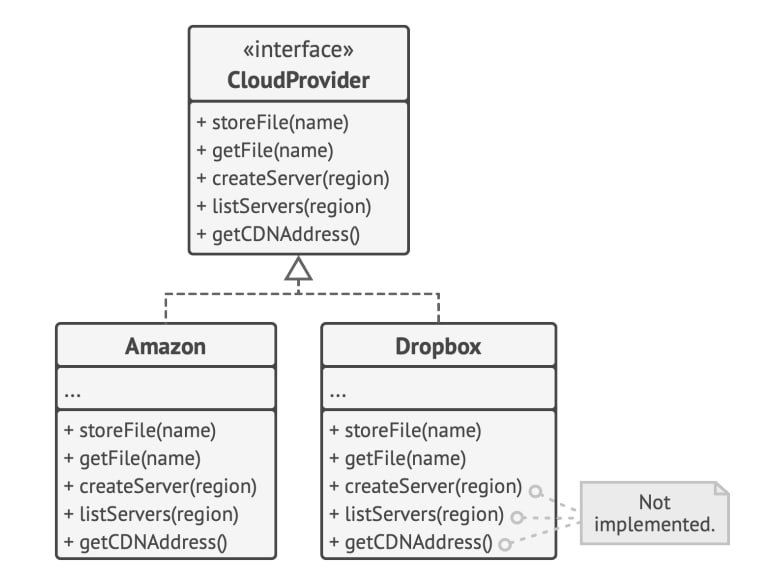 «interface»
CloudProvider
+ storeFile(name)
+ getFile(name)
+ createServer(region)
+ listServers(region)
+ getCDNAddress()
Amazon
...
+ storeFile(name)
+ getFile(name)
+ createServer(region)
+ listServers(region)
+ getCDNAddress()
Dropbox
...
+ storeFile(name)
+ getFile(name)
+ createServer(region)
+ listServers(region)
+ getCDNAddress()
Not
implemented.